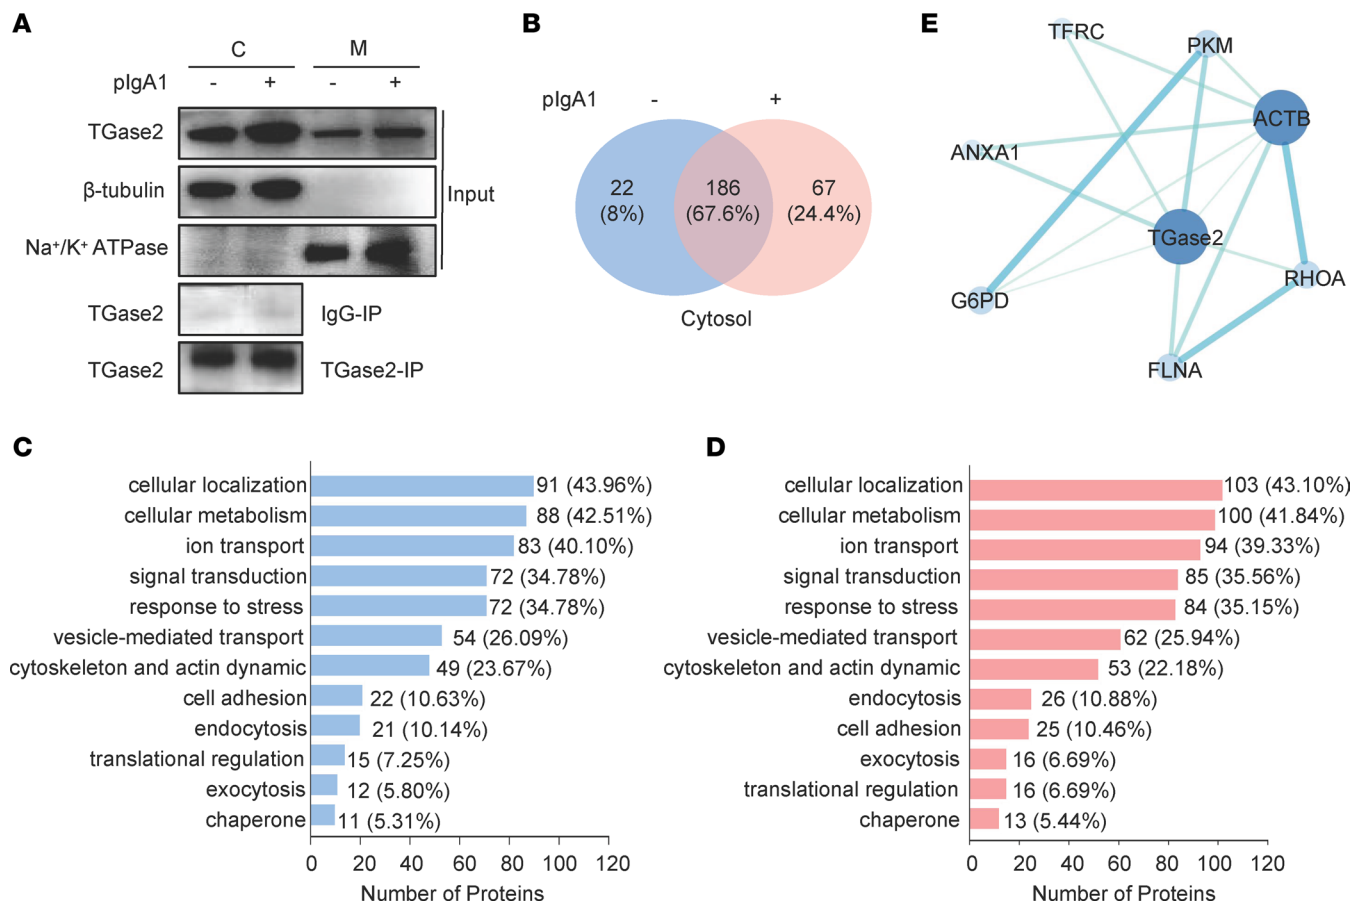 A
C M
pIgA1 - + - +
TGase2
β-tubulin
Na⁺/K⁺ ATPase
Input
TGase2 IgG-IP
TGase2 TGase2-IP
B
pIgA1 - +
22 186 67
(8%) (67.6%) (24.4%)
Cytosol
E
TFRC
PKM
ACTB
ANXA1
TGase2
RHOA
G6PD
FLNA
C
cellular localization 91 (43.96%)
cellular metabolism 88 (42.51%)
ion transport 83 (40.10%)
signal transduction 72 (34.78%)
response to stress 72 (34.78%)
vesicle-mediated transport 54 (26.09%)
cytoskeleton and actin dynamic 49 (23.67%)
cell adhesion 22 (10.63%)
endocytosis 21 (10.14%)
translational regulation 15 (7.25%)
exocytosis 12 (5.80%)
chaperone 11 (5.31%)
0 20 40 60 80 100 120
Number of Proteins
D
cellular localization 103 (43.10%)
cellular metabolism 100 (41.84%)
ion transport 94 (39.33%)
signal transduction 85 (35.56%)
response to stress 84 (35.15%)
vesicle-mediated transport 62 (25.94%)
cytoskeleton and actin dynamic 53 (22.18%)
endocytosis 26 (10.88%)
cell adhesion 25 (10.46%)
exocytosis 16 (6.69%)
translational regulation 16 (6.69%)
chaperone 13 (5.44%)
0 20 40 60 80 100 120
Number of Proteins